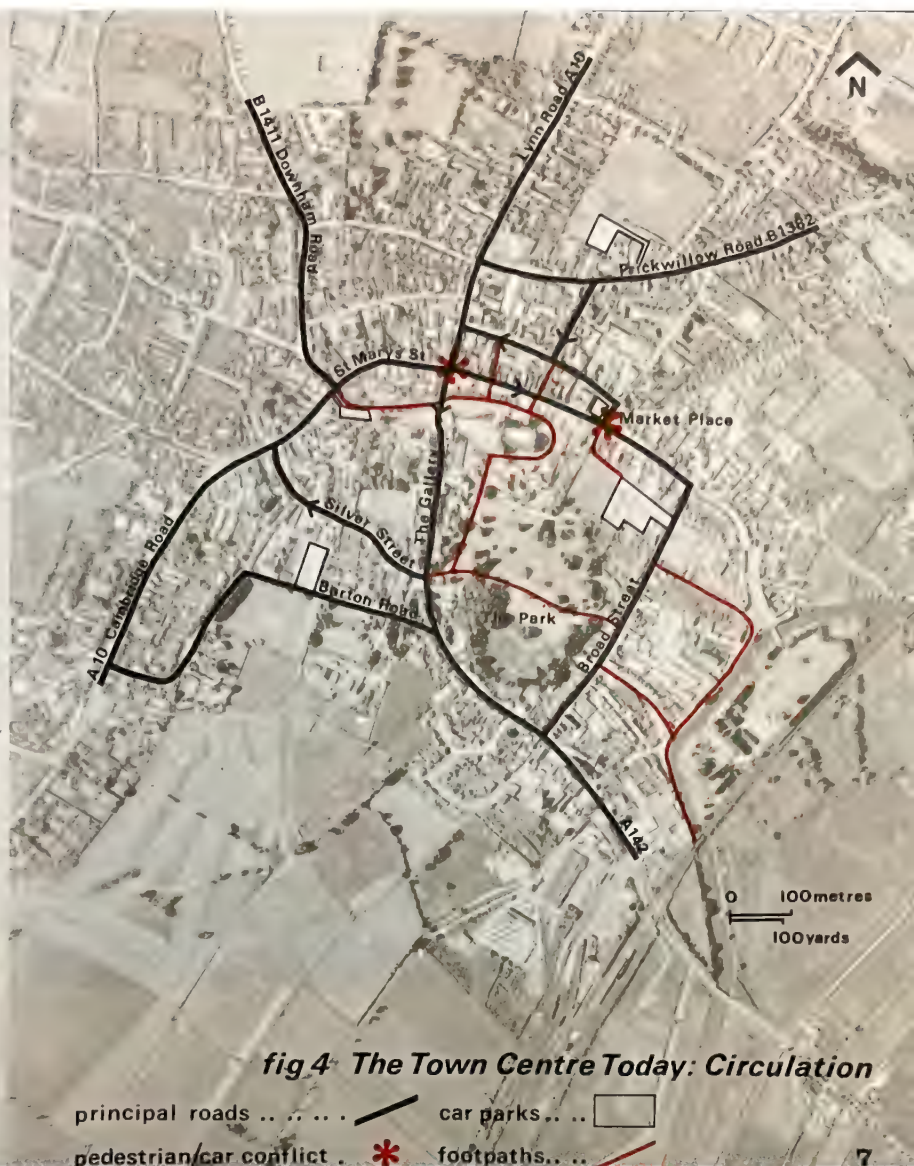 N
B1411 Downham Road
Lynn Road A10
Prickwillow Road B1382
St Marys St
Market Place
The Gallery
Silver Street
Barton Road
A10 Cambridge Road
Park
Broad Street
A142
0 100metres
100yards
fig 4 The Town Centre Today: Circulation
principal roads .. .. .. . car parks.. ..
pedestrian/car conflict . footpaths.. ..
7